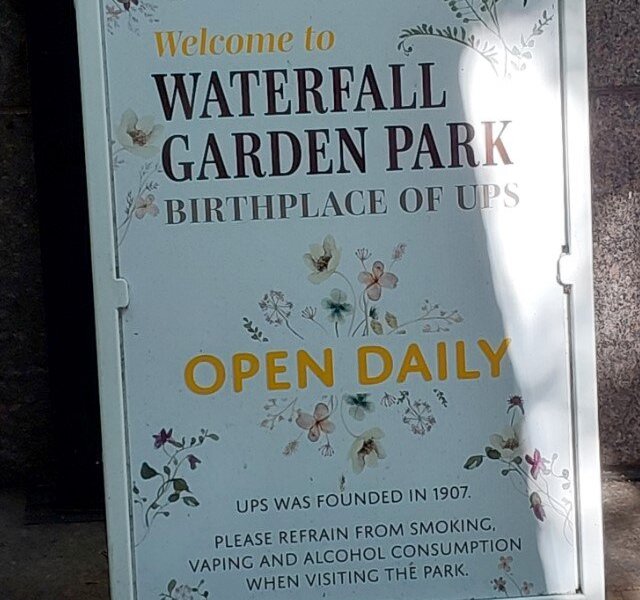 Welcome to
WATERFALL
GARDEN PARK
BIRTHPLACE OF UPS
OPEN DAILY
UPS WAS FOUNDED IN 1907.
PLEASE REFRAIN FROM SMOKING,
VAPING AND ALCOHOL CONSUMPTION
WHEN VISITING THE PARK.